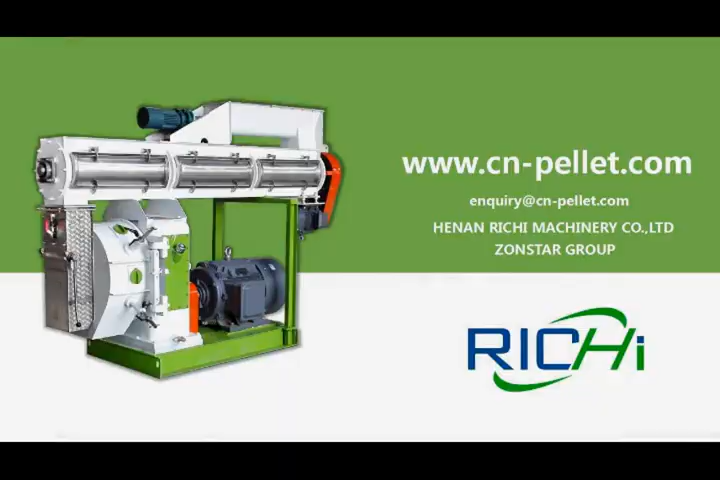 www.cn-pellet.com
enquiry@cn-pellet.com
HENAN RICHI MACHINERY CO.,LTD
ZONSTAR GROUP
RICHi